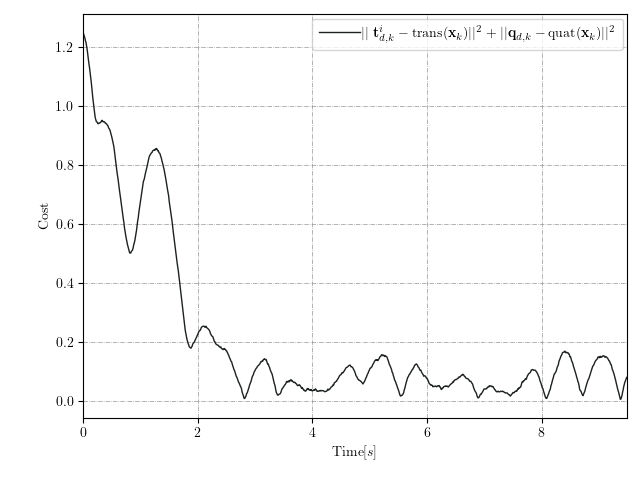 || t^i_{d,k} − trans(x_k)||² + ||q_{d,k} − quat(x_k)||²
1.2
1.0
0.8
0.6
0.4
0.2
0.0
Cost
0 2 4 6 8
Time[s]